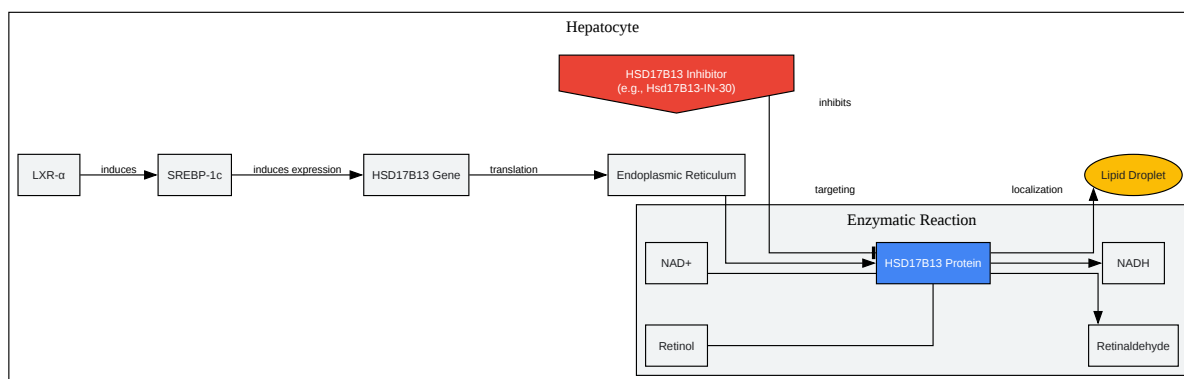 Hepatocyte
HSD17B13 Inhibitor
(e.g., Hsd17B13-IN-30)
inhibits
LXR-α
induces
SREBP-1c
induces expression
HSD17B13 Gene
translation
Endoplasmic Reticulum
targeting
localization
Lipid Droplet
Enzymatic Reaction
NAD+
HSD17B13 Protein
NADH
Retinol
Retinaldehyde